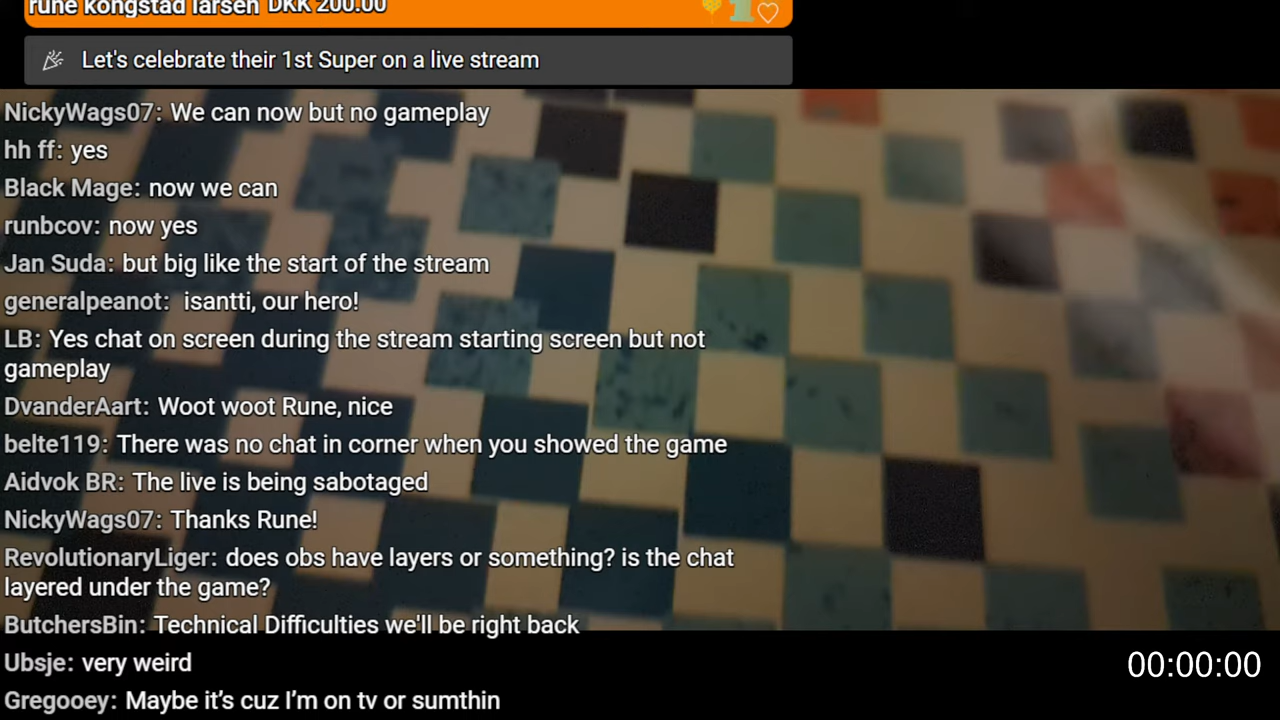 rune kongstad larsen DKK 200.00
Let's celebrate their 1st Super on a live stream
NickyWags07: We can now but no gameplay
hh ff: yes
Black Mage: now we can
runbcov: now yes
Jan Suda: but big like the start of the stream
generalpeanot: isantti, our hero!
LB: Yes chat on screen during the stream starting screen but not
gameplay
DvanderAart: Woot woot Rune, nice
belte119: There was no chat in corner when you showed the game
Aidvok BR: The live is being sabotaged
NickyWags07: Thanks Rune!
RevolutionaryLiger: does obs have layers or something? is the chat
layered under the game?
ButchersBin: Technical Difficulties we'll be right back
Ubsje: very weird
00:00:00
Gregooey: Maybe it’s cuz I’m on tv or sumthin